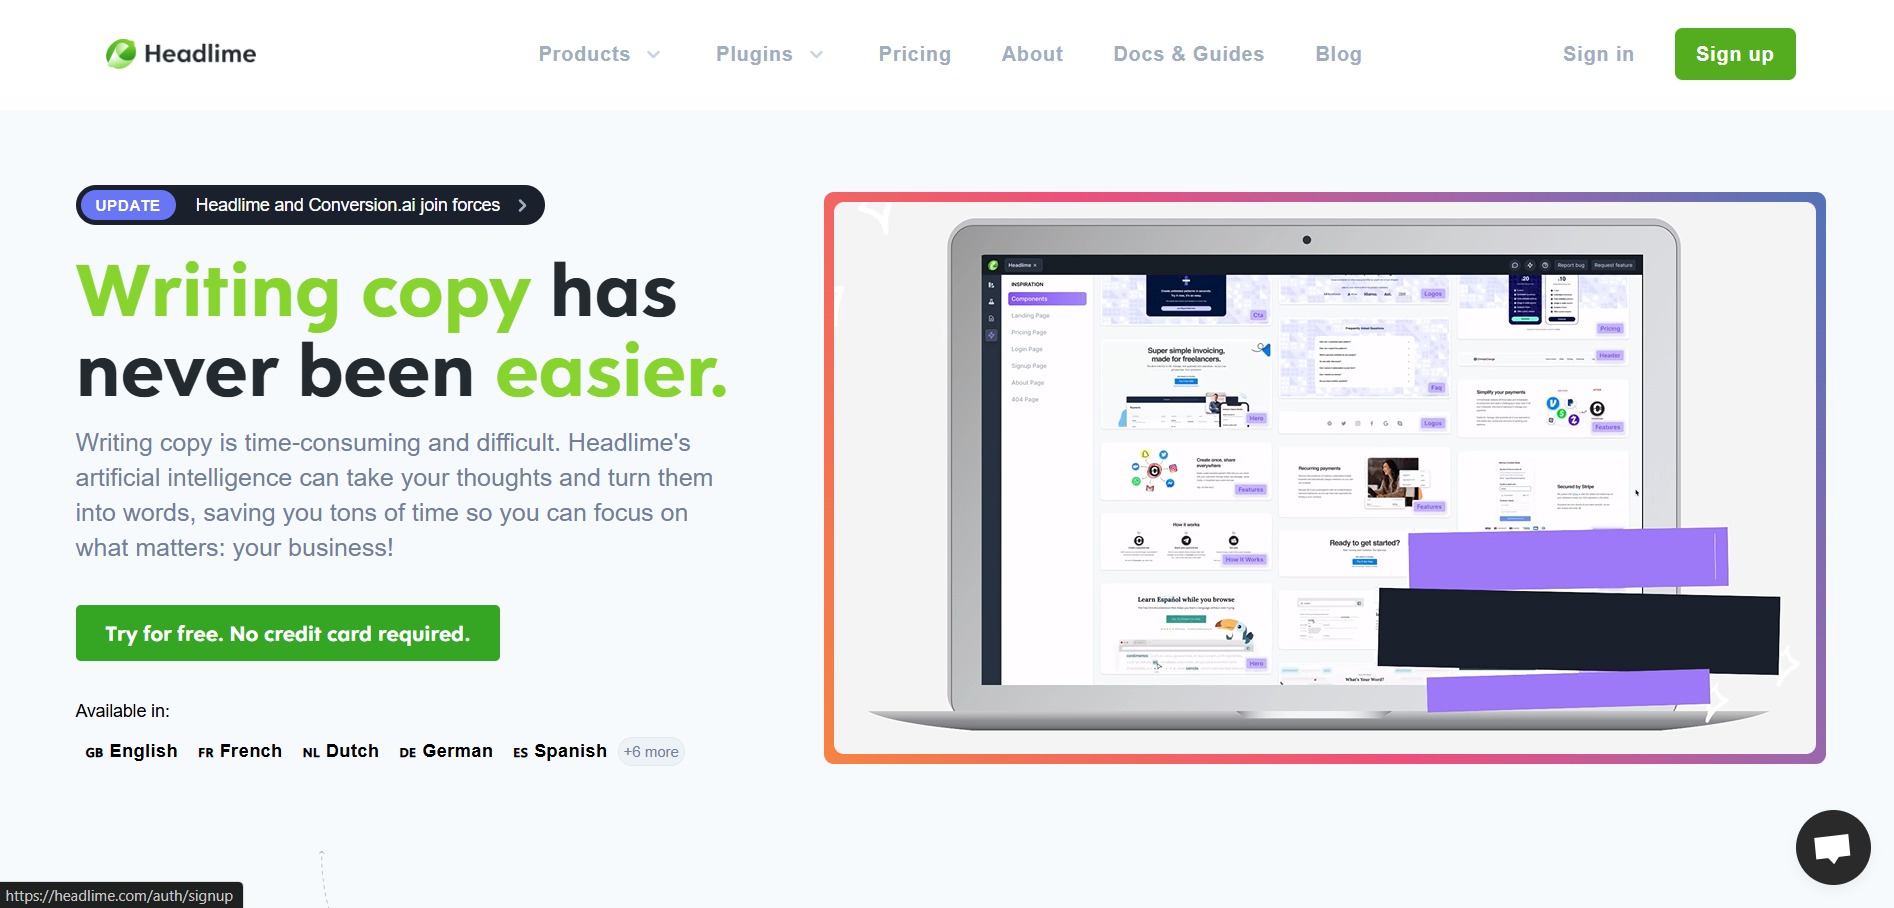 Headlime
Products
Plugins
Pricing
About
Docs & Guides
Blog
Sign in
Sign up
UPDATE
Headlime and Conversion.ai join forces
Writing copy has
never been easier.
Writing copy is time-consuming and difficult. Headlime's
artificial intelligence can take your thoughts and turn them
into words, saving you tons of time so you can focus on
what matters: your business!
Try for free. No credit card required.
Available in:
GB English
FR French
NL Dutch
DE German
ES Spanish
+6 more
Headlime ×
Report bug
Request feature
INSPIRATION
Components
Landing Page
Pricing Page
Login Page
Signup Page
About Page
404 Page
Cta
Logos
Pricing
Super simple invoicing,
made for freelancers.
Hero
Frequently Asked Questions
Faq
Header
Simplify your payments
Features
Logos
Create once, share
everywhere
Features
Recurring payments
Features
Secured by Stripe
How it works
How It Works
Ready to get started?
Learn Español while you browse
Hero
What's Your Word?
https://headlime.com/auth/signup